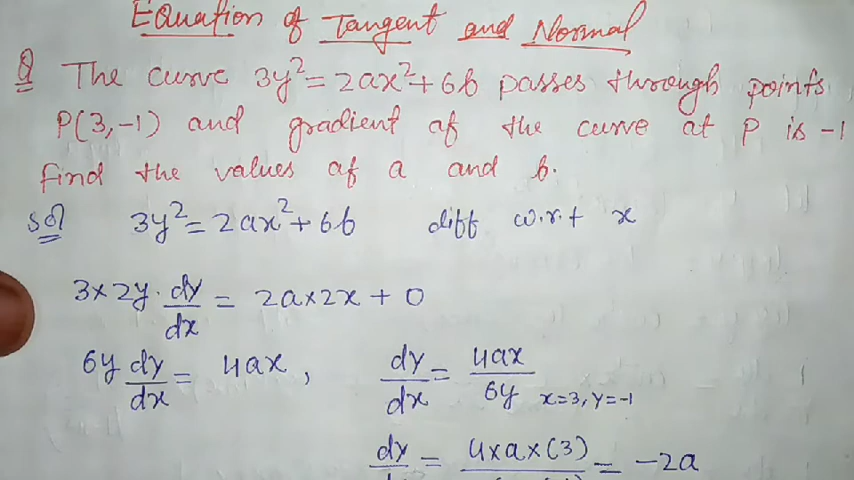 Equation of Tangent and Normal
Q The curve 3y² = 2ax² + 6b passes through points
P(3,-1) and gradient of the curve at P is -1
find the values of a and b.
Sol 3y² = 2ax² + 6b diff w.r.t x
3×2y. dy/dx = 2a×2x + 0
6y dy/dx = 4ax , dy/dx = 4ax/6y x=3, y=-1
dy = 4×a×(3) = -2a